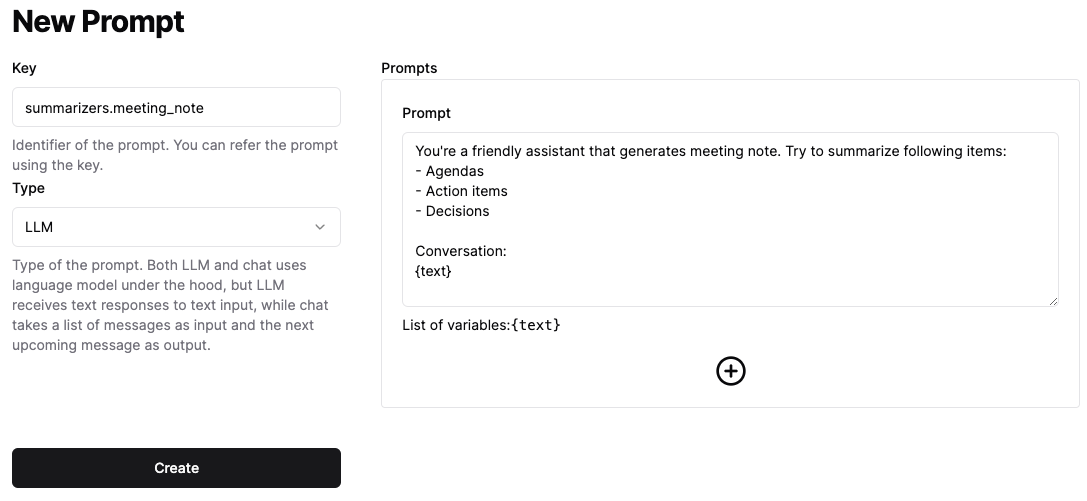 New Prompt
Key
summarizers.meeting_note
Identifier of the prompt. You can refer the prompt
using the key.
Type
LLM
Type of the prompt. Both LLM and chat uses
language model under the hood, but LLM
receives text responses to text input, while chat
takes a list of messages as input and the next
upcoming message as output.
Prompts
Prompt
You're a friendly assistant that generates meeting note. Try to summarize following items:
- Agendas
- Action items
- Decisions
Conversation:
{text}
List of variables:{text}
Create